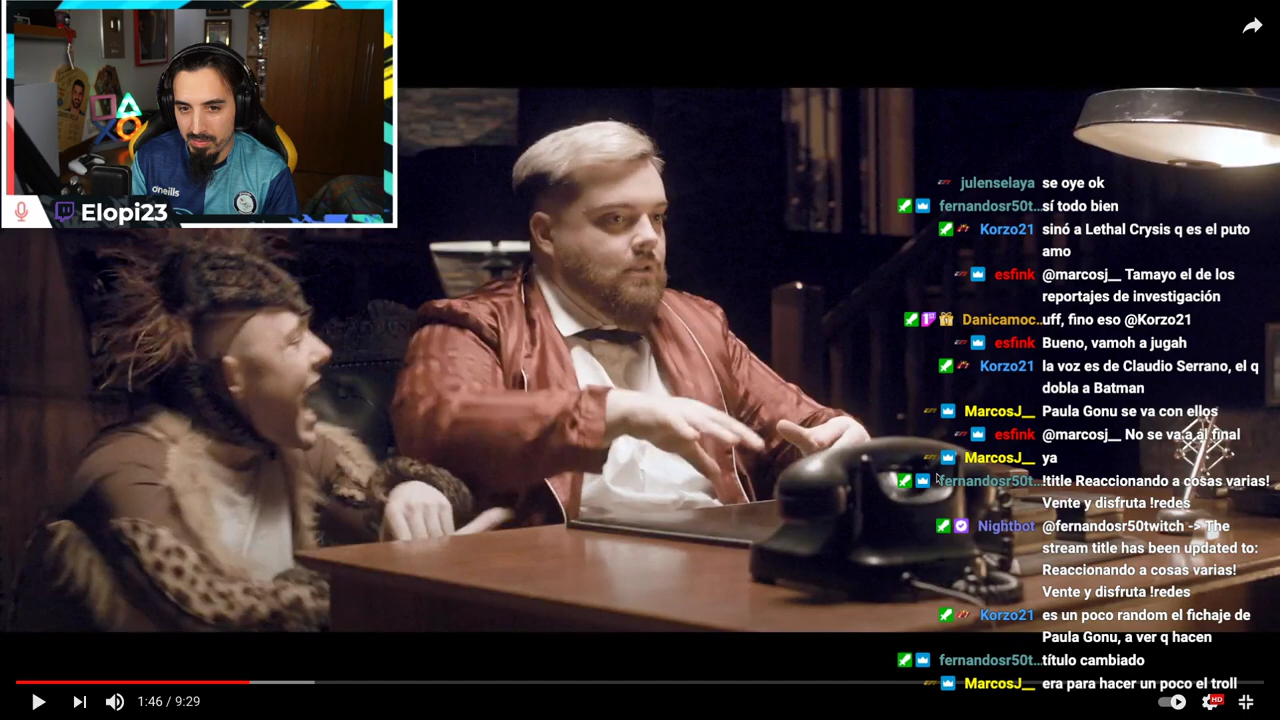 oneills
Elopi23
julenselaya se oye ok
fernandosr50t... sí todo bien
Korzo21 sinó a Lethal Crysis q es el puto
amo
esfink @marcosj__ Tamayo el de los
reportajes de investigación
Danicamoc... uff, fino eso @Korzo21
esfink Bueno, vamoh a jugah
Korzo21 la voz es de Claudio Serrano, el q
dobla a Batman
MarcosJ__ Paula Gonu se va con ellos
esfink @marcosj__ No se va a al final
MarcosJ__ ya
fernandosr50t... !title Reaccionando a cosas varias!
Vente y disfruta !redes
Nightbot @fernandosr50twitch -> The
stream title has been updated to:
Reaccionando a cosas varias!
Vente y disfruta !redes
Korzo21 es un poco random el fichaje de
Paula Gonu, a ver q hacen
fernandosr50t... título cambiado
MarcosJ__ era para hacer un poco el troll
1:46 / 9:29
HD